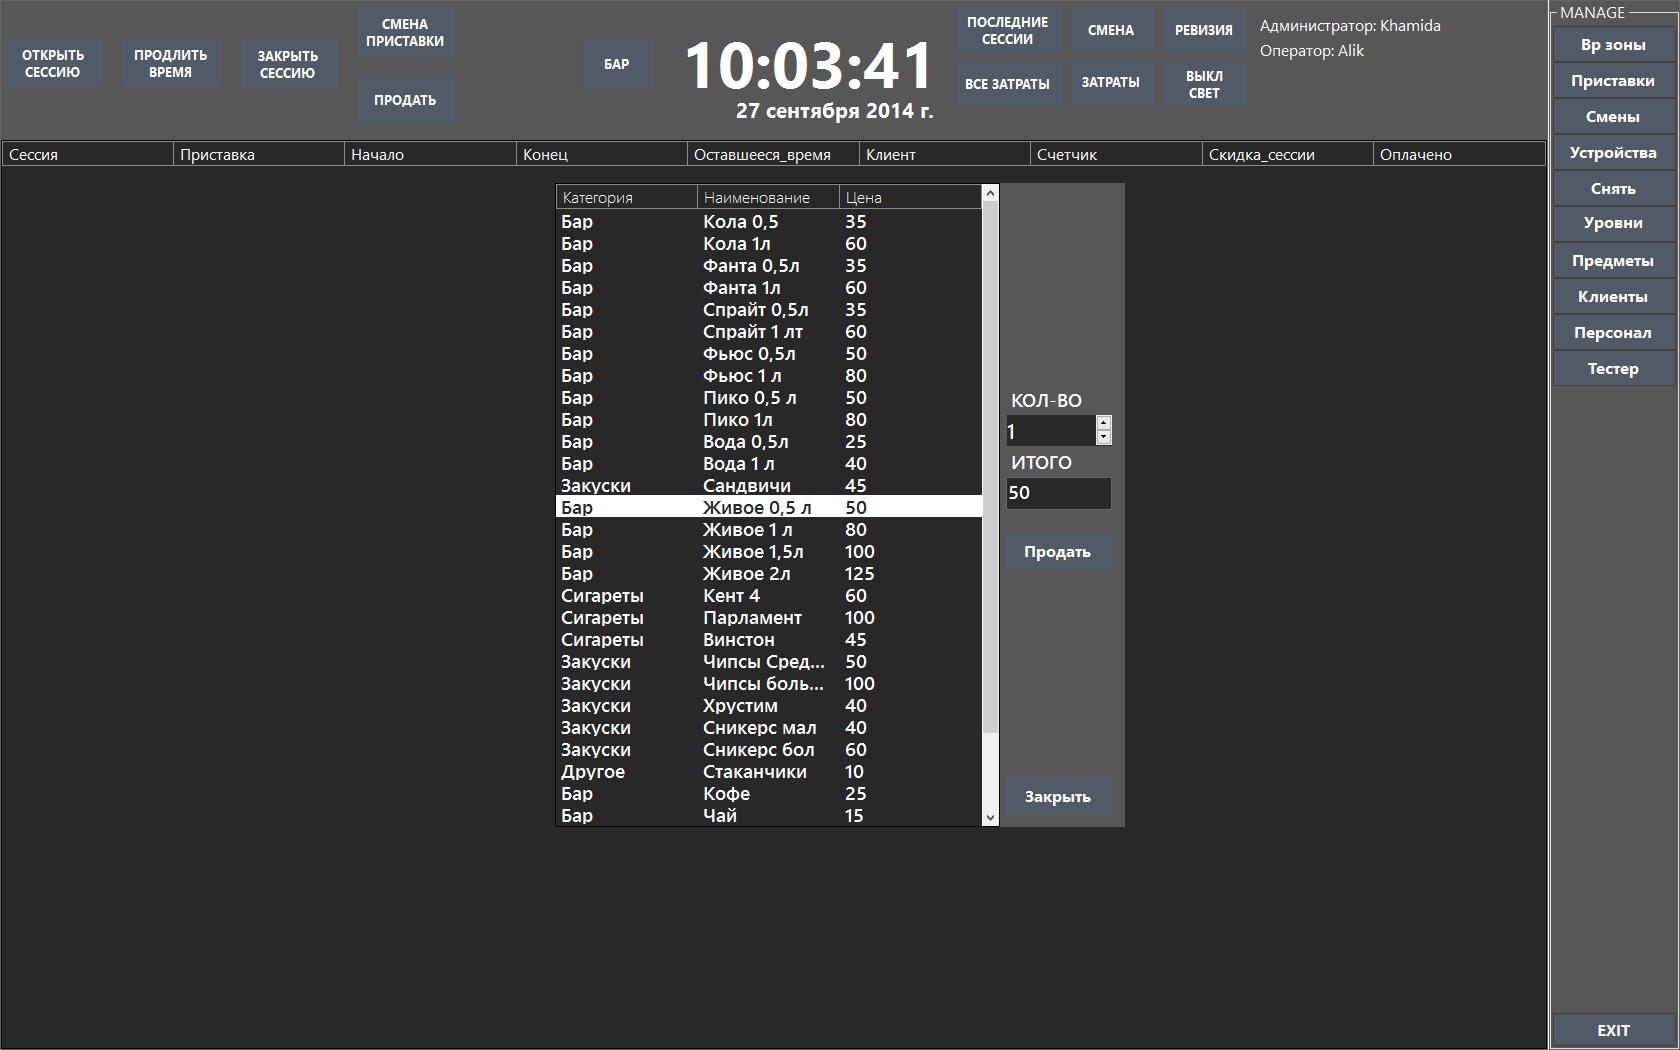 ОТКРЫТЬ
СЕССИЮ
ПРОДЛИТЬ
ВРЕМЯ
ЗАКРЫТЬ
СЕССИЮ
СМЕНА
ПРИСТАВКИ
ПРОДАТЬ
БАР
10:03:41
27 сентября 2014 г.
ПОСЛЕДНИЕ
СЕССИИ
СМЕНА
РЕВИЗИЯ
ВСЕ ЗАТРАТЫ
ЗАТРАТЫ
ВЫКЛ
СВЕТ
Администратор: Khamida
Оператор: Alik
Сессия Приставка Начало Конец Оставшееся_время Клиент Счетчик Скидка_сессии Оплачено
Категория Наименование Цена
Бар Кола 0,5 35
Бар Кола 1л 60
Бар Фанта 0,5л 35
Бар Фанта 1л 60
Бар Спрайт 0,5л 35
Бар Спрайт 1 лт 60
Бар Фьюс 0,5л 50
Бар Фьюс 1 л 80
Бар Пико 0,5 л 50
Бар Пико 1л 80
Бар Вода 0,5л 25
Бар Вода 1 л 40
Закуски Сандвичи 45
Бар Живое 0,5 л 50
Бар Живое 1 л 80
Бар Живое 1,5л 100
Бар Живое 2л 125
Сигареты Кент 4 60
Сигареты Парламент 100
Сигареты Винстон 45
Закуски Чипсы Сред... 50
Закуски Чипсы боль... 100
Закуски Хрустим 40
Закуски Сникерс мал 40
Закуски Сникерс бол 60
Другое Стаканчики 10
Бар Кофе 25
Бар Чай 15
КОЛ-ВО
1
ИТОГО
50
Продать
Закрыть
MANAGE
Вр зоны
Приставки
Смены
Устройства
Снять
Уровни
Предметы
Клиенты
Персонал
Тестер
EXIT